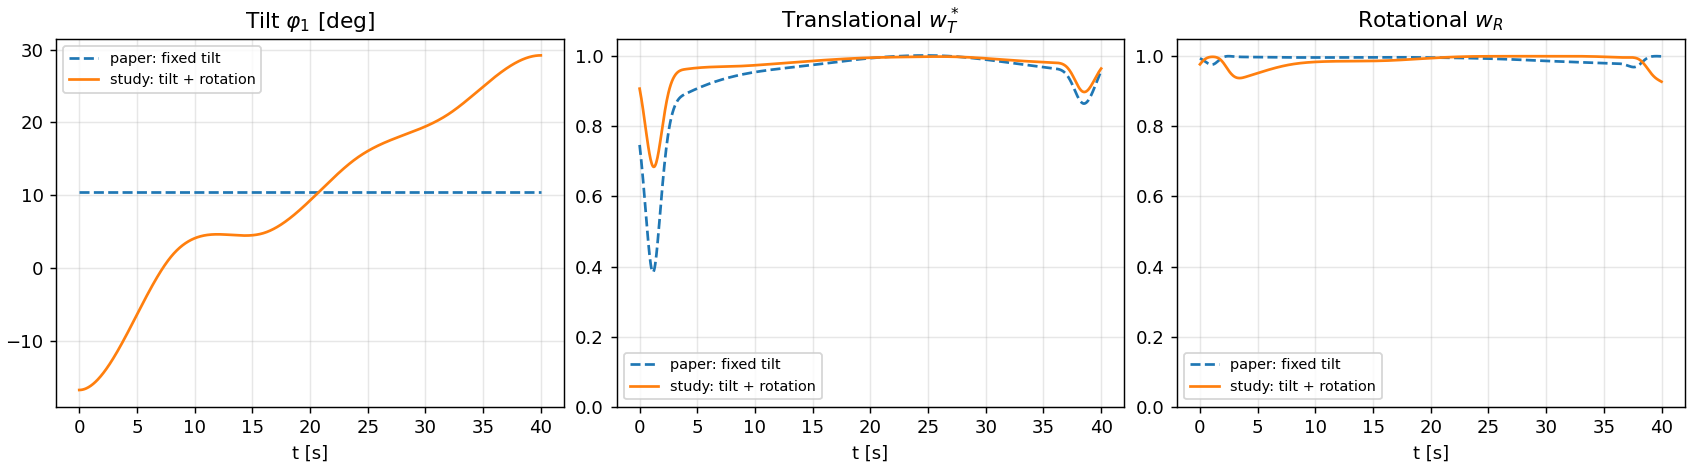 Tilt φ₁ [deg]
30
20
10
0
−10
paper: fixed tilt
study: tilt + rotation
0 5 10 15 20 25 30 35 40
t [s]
Translational w*_T
1.0
0.8
0.6
0.4
0.2
0.0
paper: fixed tilt
study: tilt + rotation
0 5 10 15 20 25 30 35 40
t [s]
Rotational w_R
1.0
0.8
0.6
0.4
0.2
0.0
paper: fixed tilt
study: tilt + rotation
0 5 10 15 20 25 30 35 40
t [s]